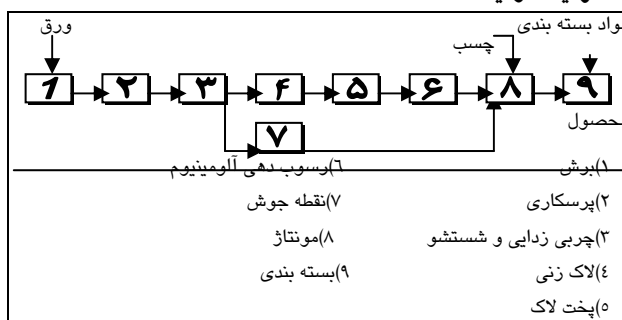 مواد بسته بندی
ورق
چسب
۱ ۲ ۳ ۴ ۵ ۶ ۸ ۹
۷
محصول
۱)برش
۶)رسوب دهی آلومینیوم
۲)پرسکاری
۷)نقطه جوش
۳)چربی زدایی و شستشو
۸)مونتاژ
۴)لاک زنی
۹)بسته بندی
۵)پخت لاک